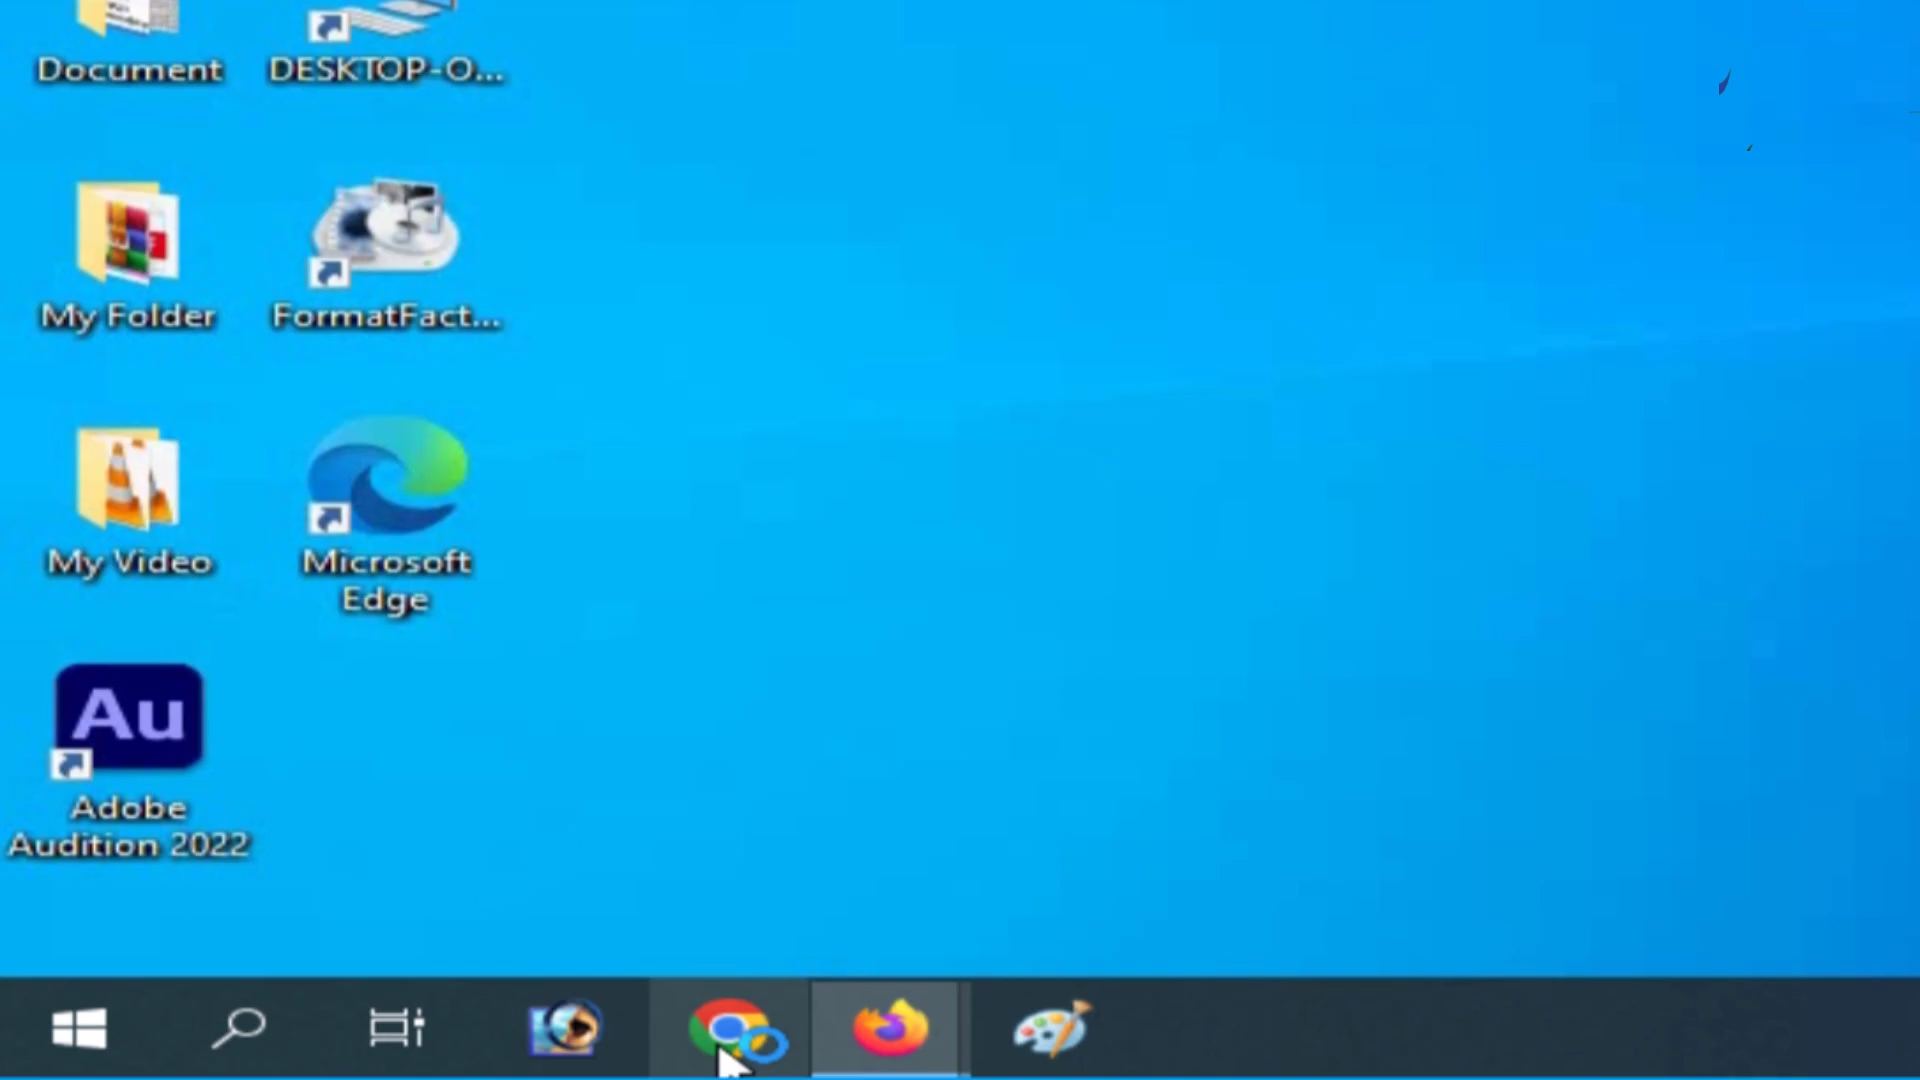 Document
DESKTOP-O...
My Folder
FormatFact...
My Video
Microsoft
Edge
Au
Adobe
Audition 2022